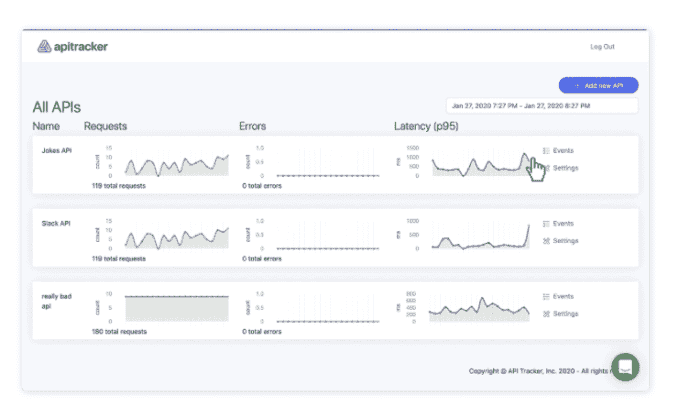 apitracker
Log Out
+ Add new API
All APIs
Jan 27, 2020 7:27 PM - Jan 27, 2020 8:27 PM
Name Requests Errors Latency (p95)
Jokes API
15
10
5
0
count
119 total requests
1.0
0.5
0
count
0 total errors
1500
1000
500
0
ms
Events
Settings
Slack API
15
10
5
0
count
119 total requests
1.0
0.5
0
count
0 total errors
1000
500
0
ms
Events
Settings
really bad
api
10
5
0
count
180 total requests
1.0
0.5
0
count
0 total errors
800
600
400
200
0
ms
Events
Settings
Copyright @ API Tracker, Inc. 2020 - All rights